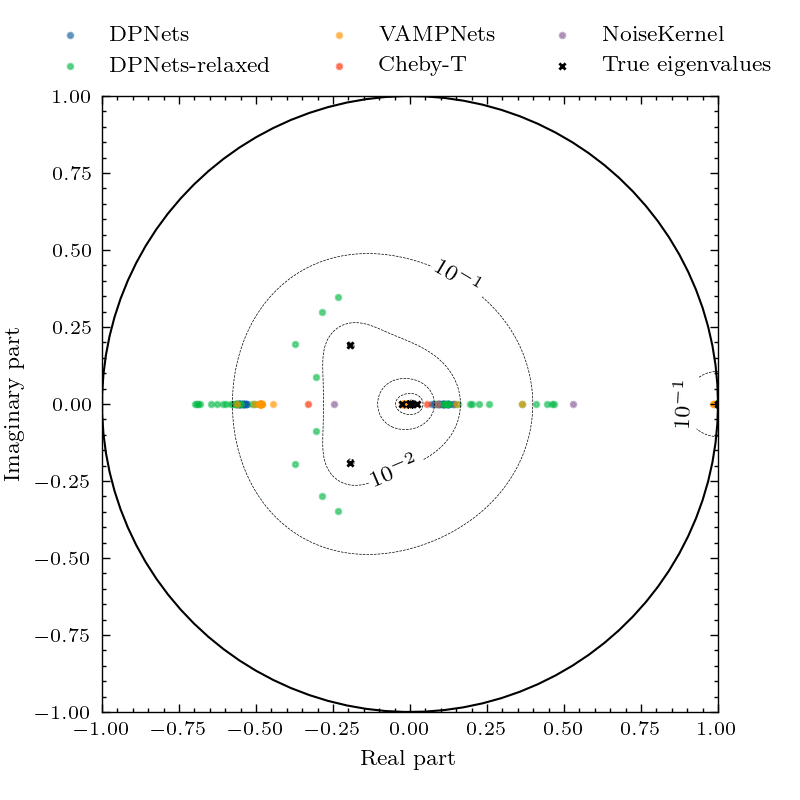 DPNets VAMPNets NoiseKernel
DPNets-relaxed Cheby-T True eigenvalues
1.00
0.75
0.50
0.25
0.00
−0.25
−0.50
−0.75
−1.00
Imaginary part
10⁻¹
10⁻¹
10⁻²
−1.00 −0.75 −0.50 −0.25 0.00 0.25 0.50 0.75 1.00
Real part